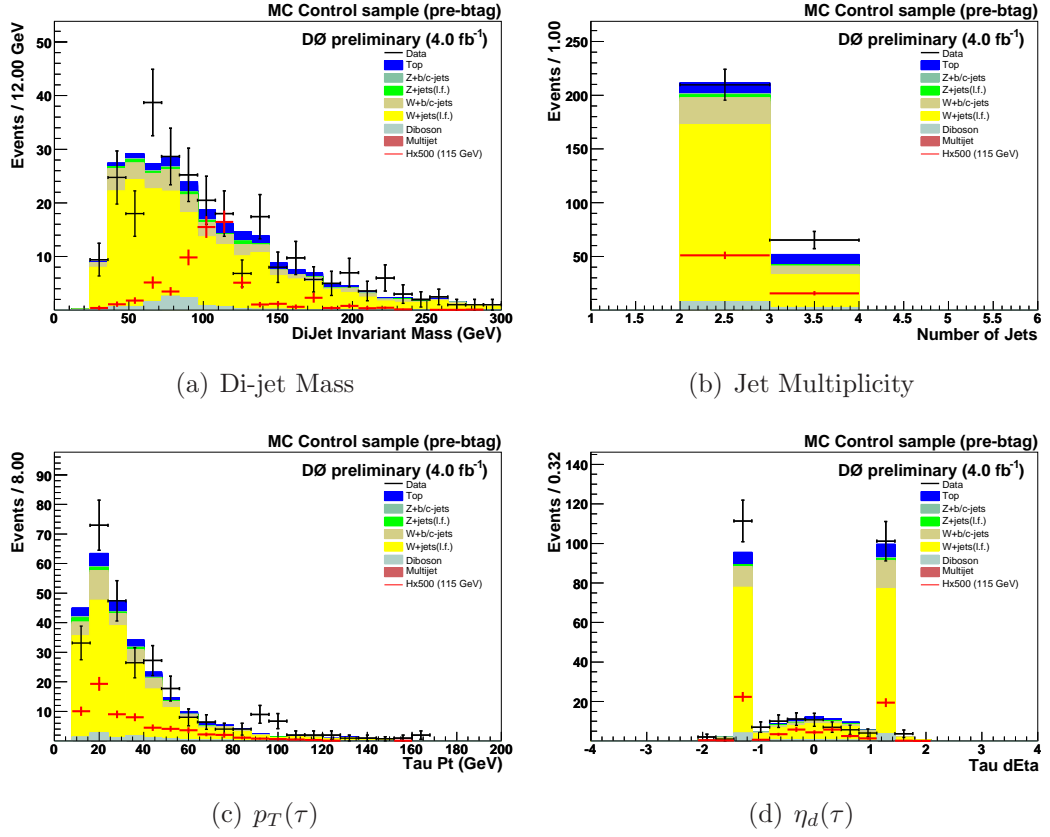 MC Control sample (pre-btag)
DØ preliminary (4.0 fb⁻¹)
Events / 12.00 GeV
50
40
30
20
10
Data
Top
Z+b/c-jets
Z+jets(l.f.)
W+b/c-jets
W+jets(l.f.)
Diboson
Multijet
Hx500 (115 GeV)
0 50 100 150 200 250 300
DiJet Invariant Mass (GeV)
(a) Di-jet Mass
MC Control sample (pre-btag)
DØ preliminary (4.0 fb⁻¹)
Events / 1.00
250
200
150
100
50
Data
Top
Z+b/c-jets
Z+jets(l.f.)
W+b/c-jets
W+jets(l.f.)
Diboson
Multijet
Hx500 (115 GeV)
1 1.5 2 2.5 3 3.5 4 4.5 5 5.5 6
Number of Jets
(b) Jet Multiplicity
MC Control sample (pre-btag)
DØ preliminary (4.0 fb⁻¹)
Events / 8.00
90
80
70
60
50
40
30
20
10
Data
Top
Z+b/c-jets
Z+jets(l.f.)
W+b/c-jets
W+jets(l.f.)
Diboson
Multijet
Hx500 (115 GeV)
0 20 40 60 80 100 120 140 160 180 200
Tau Pt (GeV)
(c) p_T(τ)
MC Control sample (pre-btag)
DØ preliminary (4.0 fb⁻¹)
Events / 0.32
140
120
100
80
60
40
20
0
Data
Top
Z+b/c-jets
Z+jets(l.f.)
W+b/c-jets
W+jets(l.f.)
Diboson
Multijet
Hx500 (115 GeV)
-4 -3 -2 -1 0 1 2 3 4
Tau dEta
(d) η_d(τ)